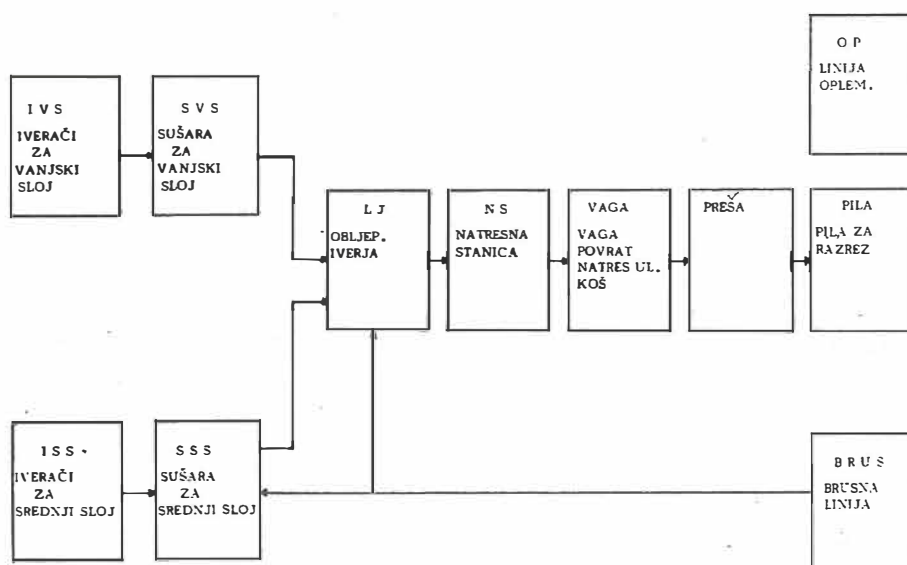 O P
LINIJA
OPLEM.
I V S
IVERAČI
ZA
VANJSKI
SLOJ
S V S
SUŠARA
ZA
VANJSKI
SLOJ
L J
OBLJEP.
IVERJA
N S
NATRESNA
STANICA
VAGA
VAGA
POVRAT
NATRES UL.
KOŠ
PREŠA
PILA
PILA ZA
RAZREZ
I S S
IVERAČI
ZA
SREDNJI SLOJ
S S S
SUŠARA
ZA
SREDNJI SLOJ
B R U S
BRUSNA
LINIJA